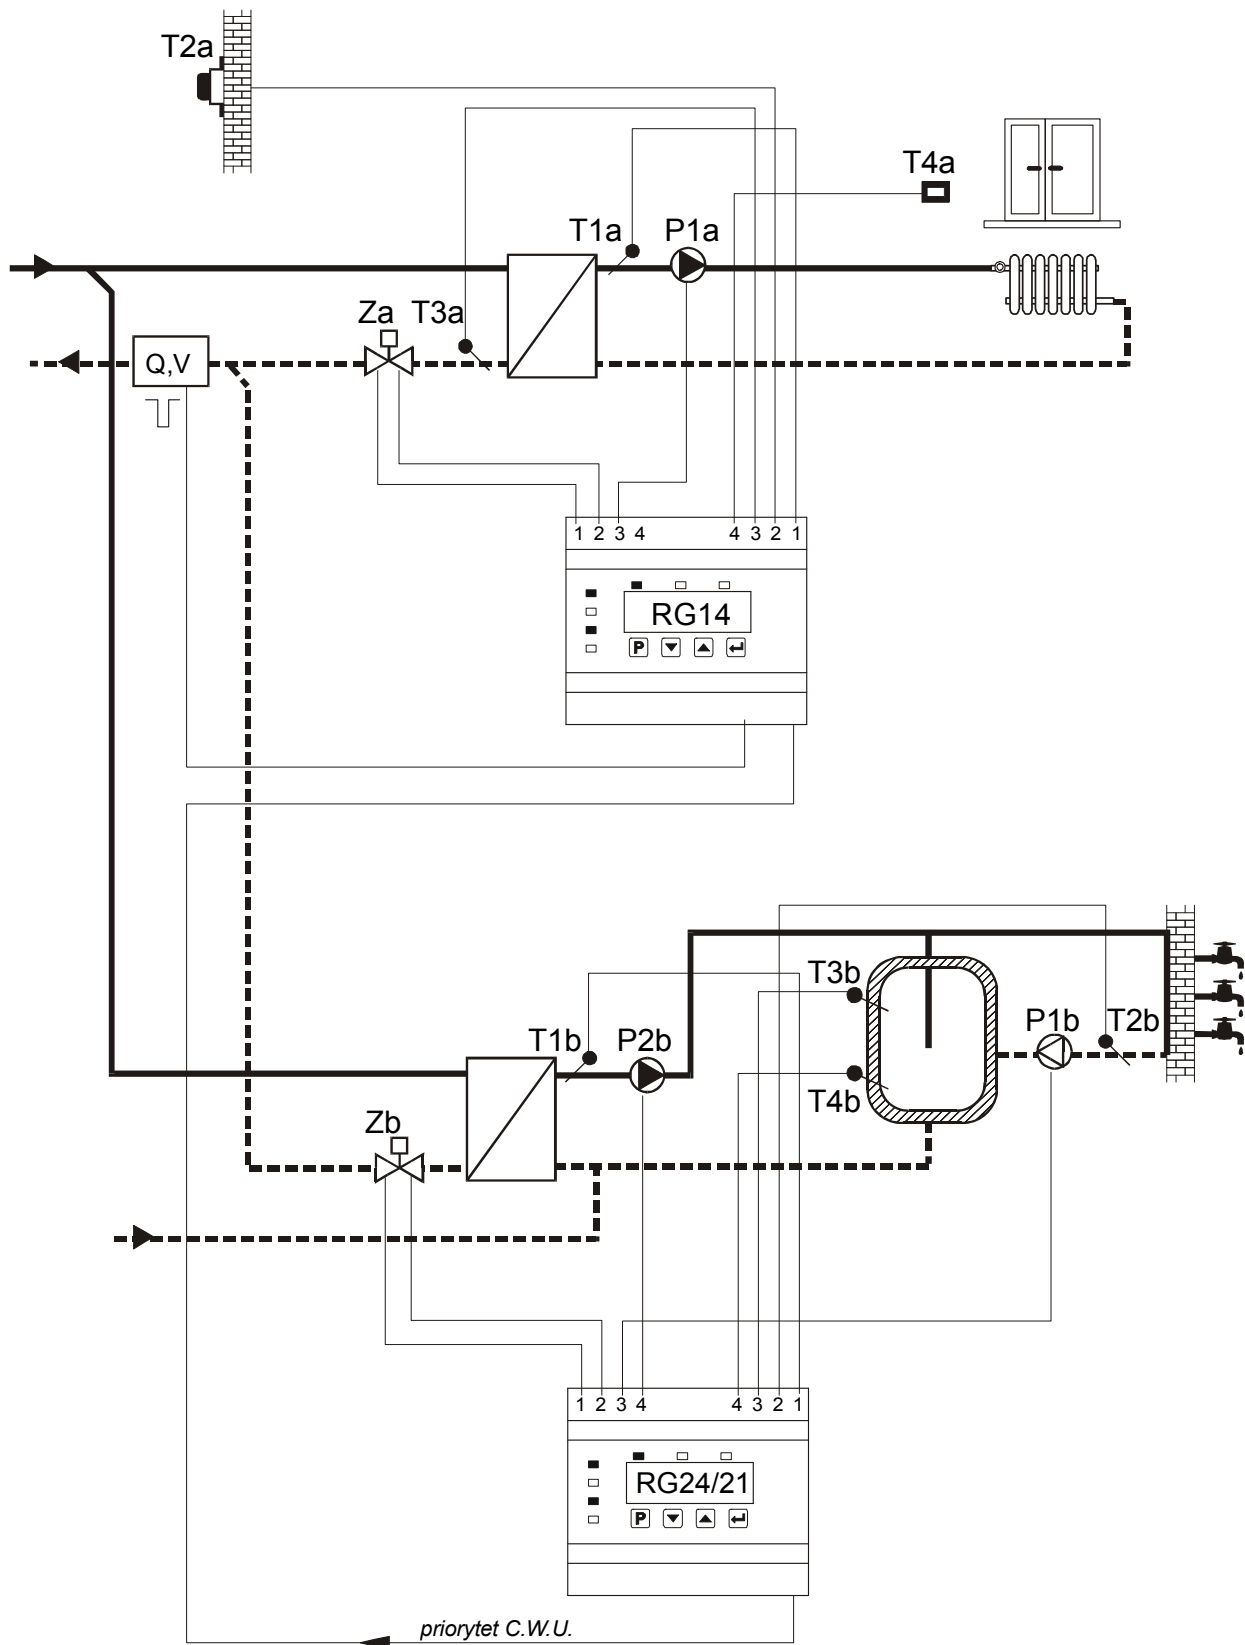 T2a
T4a
T1a P1a
Za T3a
Q,V
1 2 3 4 4 3 2 1
RG14
P
T3b
P1b T2b
T1b P2b
T4b
Zb
1 2 3 4 4 3 2 1
RG24/21
P
priorytet C.W.U.